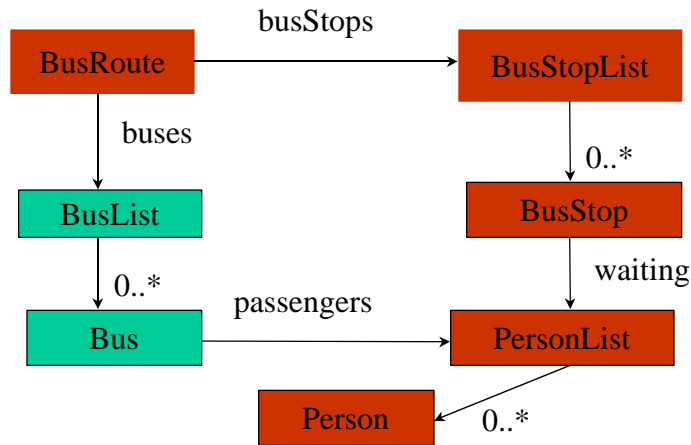 busStops
BusRoute
BusStopList
buses
0..*
BusList
BusStop
0..*
waiting
passengers
Bus
PersonList
Person
0..*